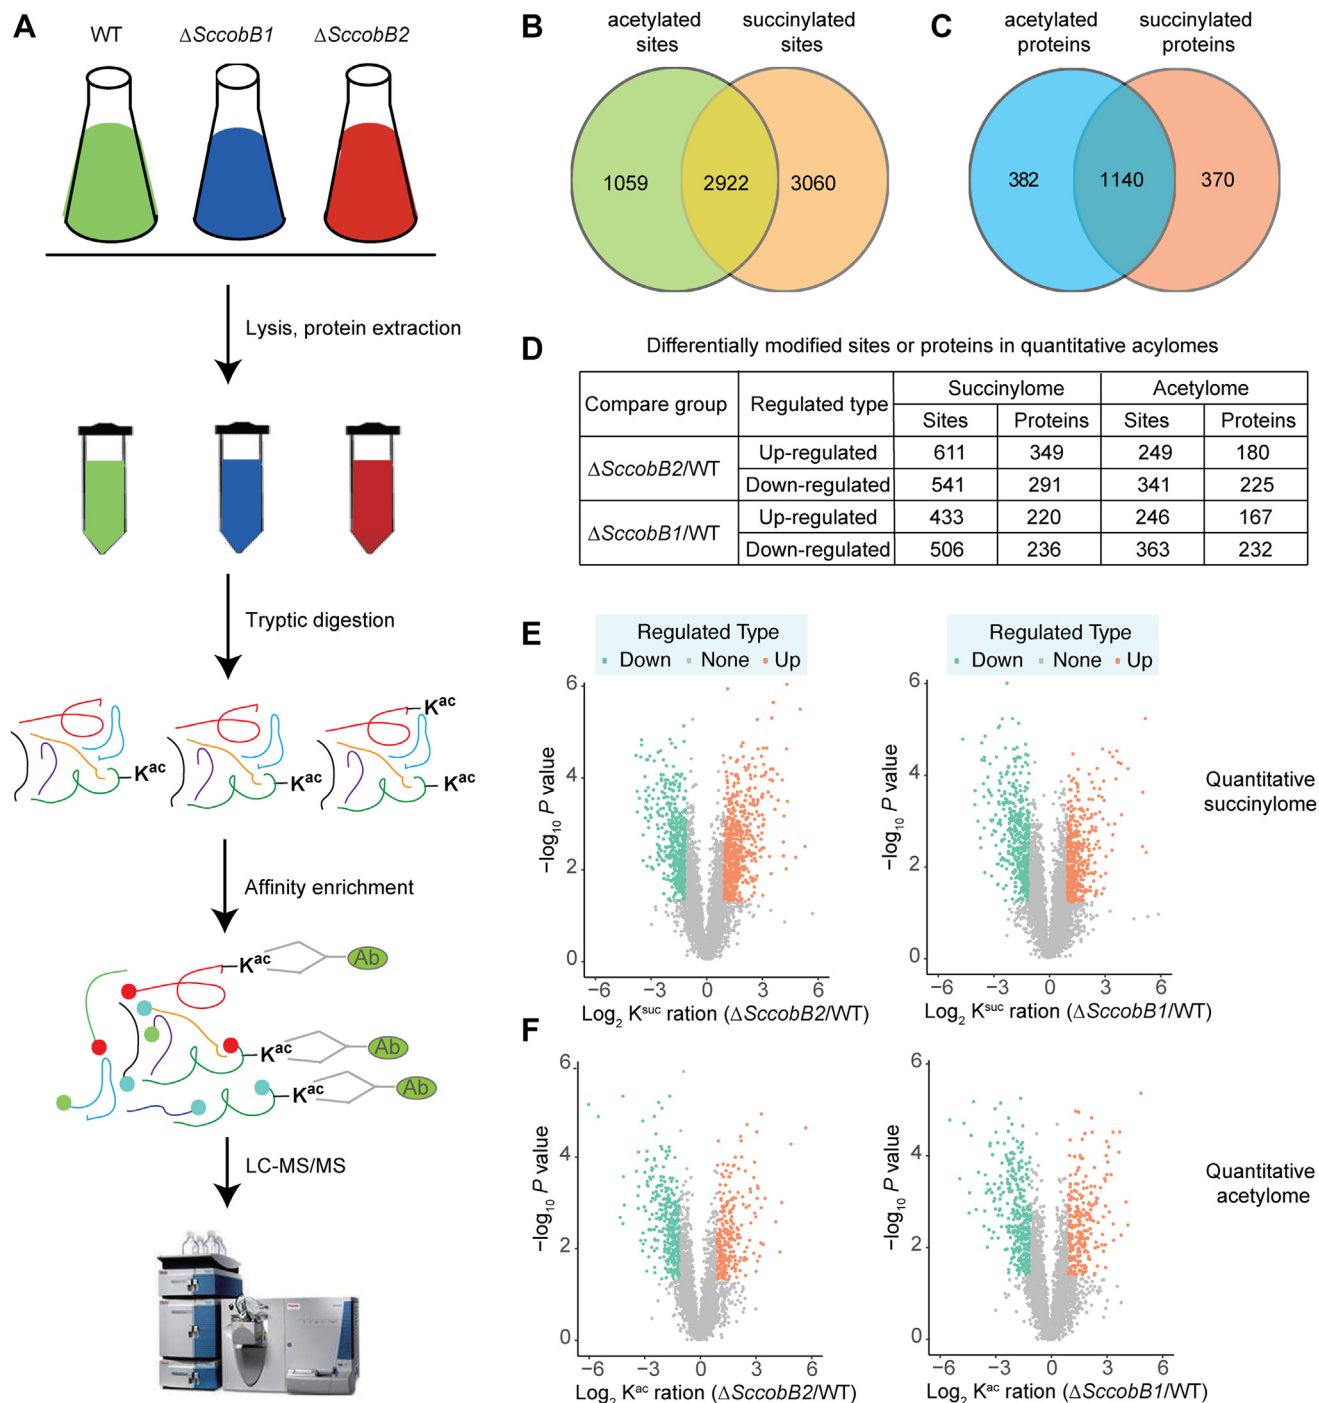 A
WT
ΔSccobB1
ΔSccobB2
Lysis, protein extraction
Tryptic digestion
Kac
Kac
Kac
Kac
Affinity enrichment
Kac
Ab
Kac
Ab
Kac
Ab
LC-MS/MS
B
acetylated sites
succinylated sites
1059
2922
3060
C
acetylated proteins
succinylated proteins
382
1140
370
D
Differentially modified sites or proteins in quantitative acylomes
Compare group Regulated type Succinylome Acetylome
Sites Proteins Sites Proteins
ΔSccobB2/WT
Up-regulated 611 349 249 180
Down-regulated 541 291 341 225
ΔSccobB1/WT
Up-regulated 433 220 246 167
Down-regulated 506 236 363 232
E
Regulated Type
Down None Up
6
4
2
0
−log10 P value
−6 −3 0 3 6
Log2 Ksuc ration (ΔSccobB2/WT)
Regulated Type
Down None Up
6
4
2
0
−log10 P value
−6 −3 0 3 6
Log2 Ksuc ration (ΔSccobB1/WT)
Quantitative
succinylome
F
6
4
2
0
−log10 P value
−6 −3 0 3 6
Log2 Kac ration (ΔSccobB2/WT)
6
4
2
0
−log10 P value
−6 −3 0 3 6
Log2 Kac ration (ΔSccobB1/WT)
Quantitative
acetylome